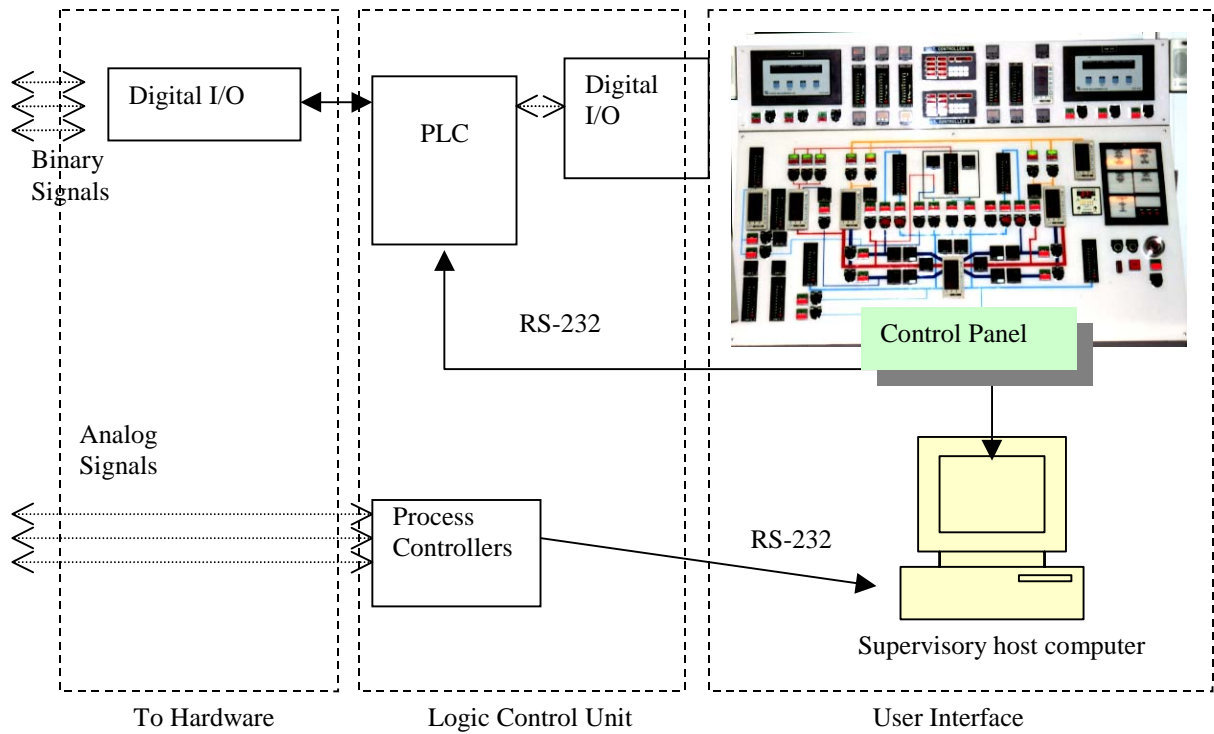 Digital I/O
PLC
Digital
I/O
Binary
Signals
RS-232
Control Panel
Analog
Signals
Process
Controllers
RS-232
Supervisory host computer
To Hardware
Logic Control Unit
User Interface